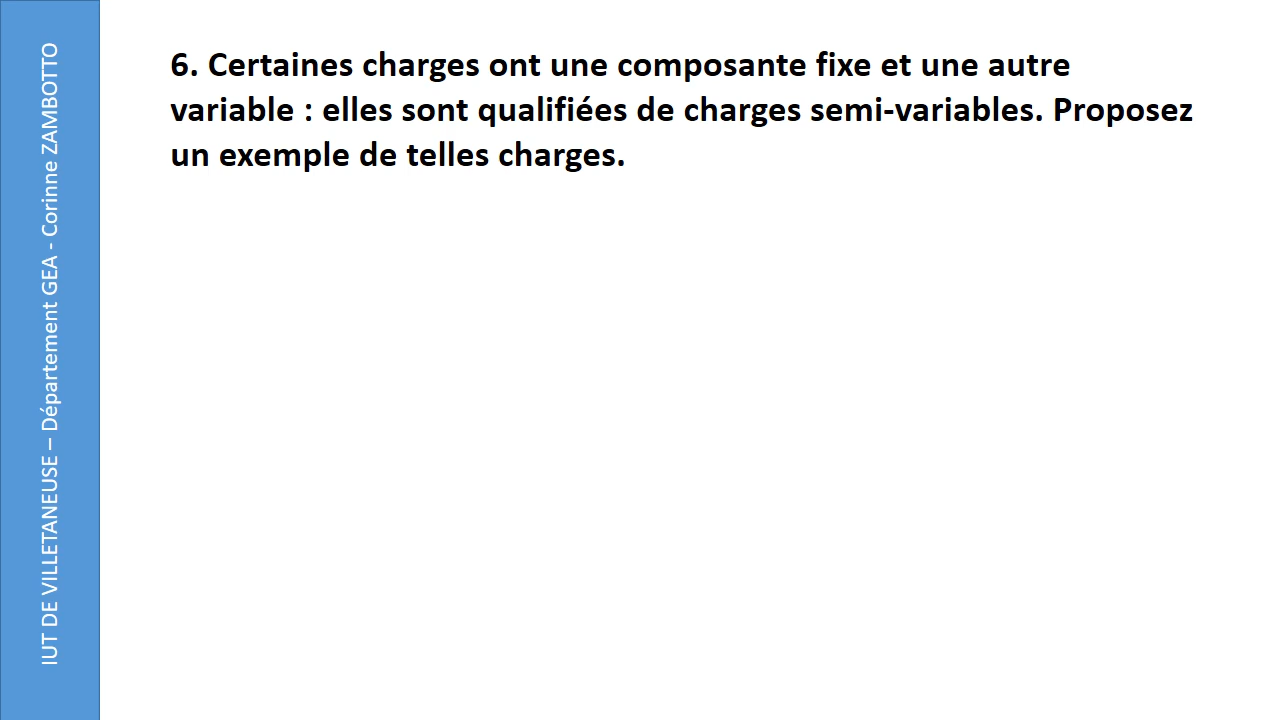 IUT DE VILLETANEUSE – Département GEA - Corinne ZAMBOTTO
6. Certaines charges ont une composante fixe et une autre
variable : elles sont qualifiées de charges semi-variables. Proposez
un exemple de telles charges.